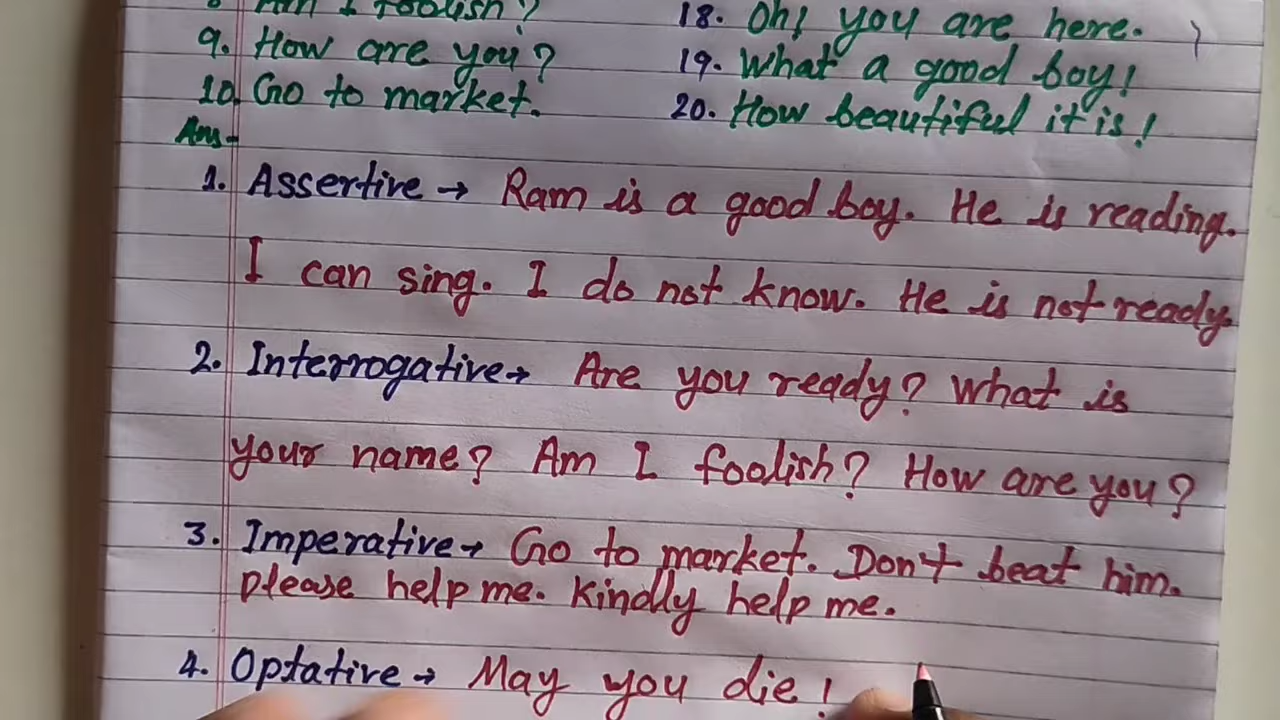 8 Am I foolish?
9. How are you?
10. Go to market.
18. Oh, you are here.
19. What a good boy!
20. How beautiful it is!
Ans-
1. Assertive → Ram is a good boy. He is reading.
I can sing. I do not know. He is not ready.
2. Interrogative→ Are you ready? What is
your name? Am I foolish? How are you?
3. Imperative→ Go to market. Don't beat him.
please help me. Kindly help me.
4. Optative→ May you die!